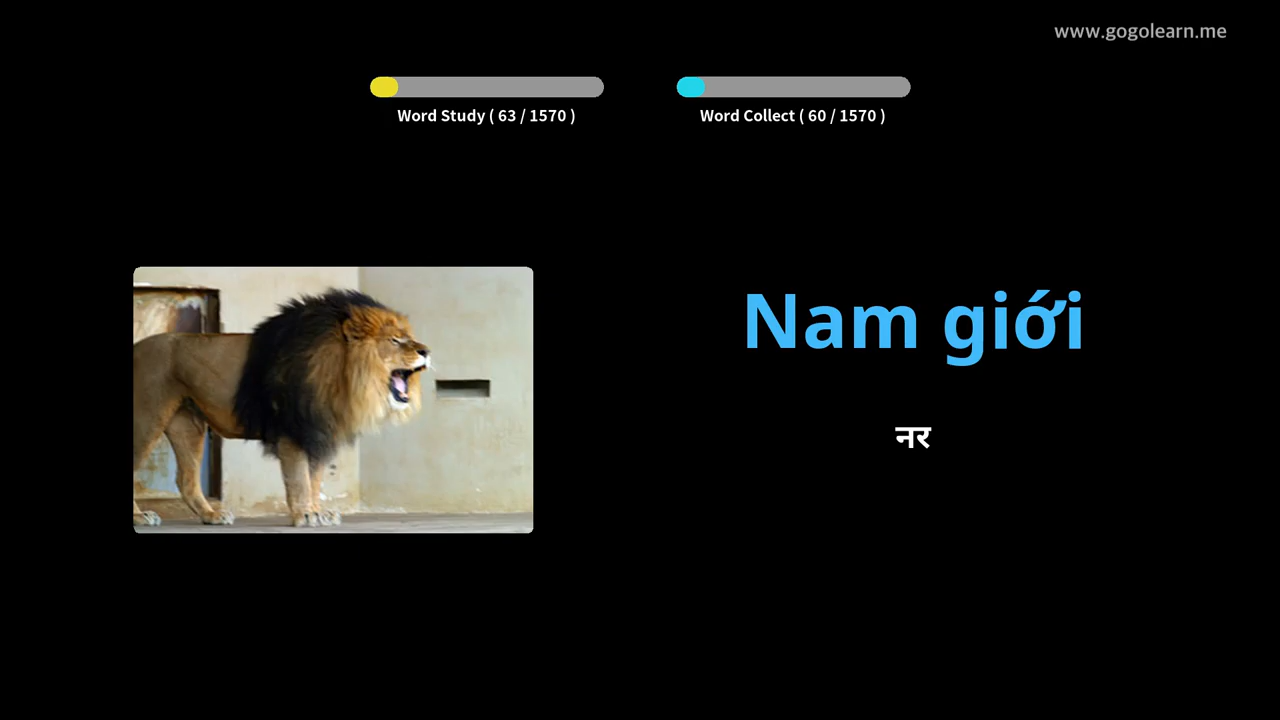 www.gogolearn.me
Word Study ( 63 / 1570 )
Word Collect ( 60 / 1570 )
Nam giới
नर